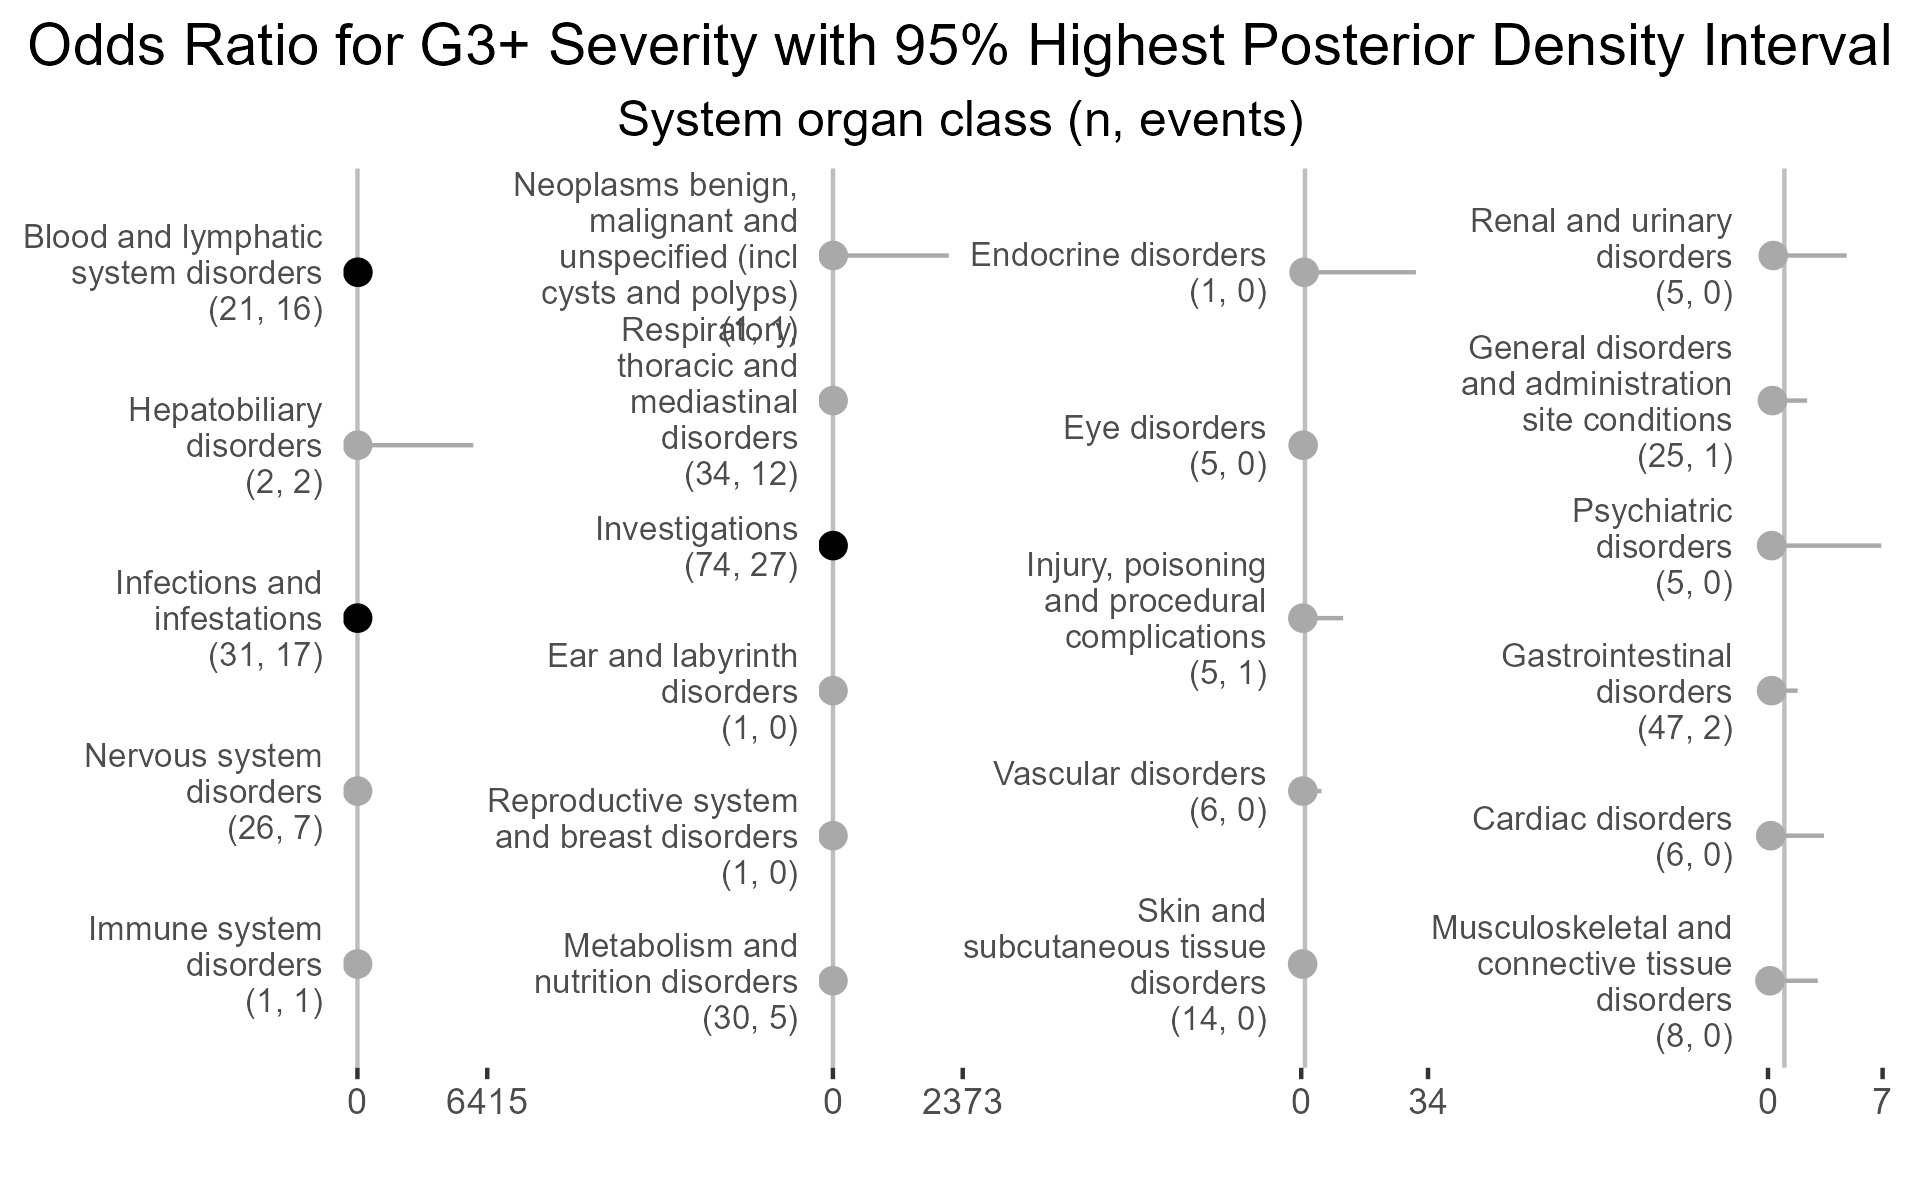 Odds Ratio for G3+ Severity with 95% Highest Posterior Density Interval
System organ class (n, events)
Blood and lymphatic
system disorders
(21, 16)
Hepatobiliary
disorders
(2, 2)
Infections and
infestations
(31, 17)
Nervous system
disorders
(26, 7)
Immune system
disorders
(1, 1)
0
6415
Neoplasms benign,
malignant and
unspecified (incl
cysts and polyps)
(1, 1)
Respiratory,
thoracic and
mediastinal
disorders
(34, 12)
Investigations
(74, 27)
Ear and labyrinth
disorders
(1, 0)
Reproductive system
and breast disorders
(1, 0)
Metabolism and
nutrition disorders
(30, 5)
0
2373
Endocrine disorders
(1, 0)
Eye disorders
(5, 0)
Injury, poisoning
and procedural
complications
(5, 1)
Vascular disorders
(6, 0)
Skin and
subcutaneous tissue
disorders
(14, 0)
0
34
Renal and urinary
disorders
(5, 0)
General disorders
and administration
site conditions
(25, 1)
Psychiatric
disorders
(5, 0)
Gastrointestinal
disorders
(47, 2)
Cardiac disorders
(6, 0)
Musculoskeletal and
connective tissue
disorders
(8, 0)
0
7